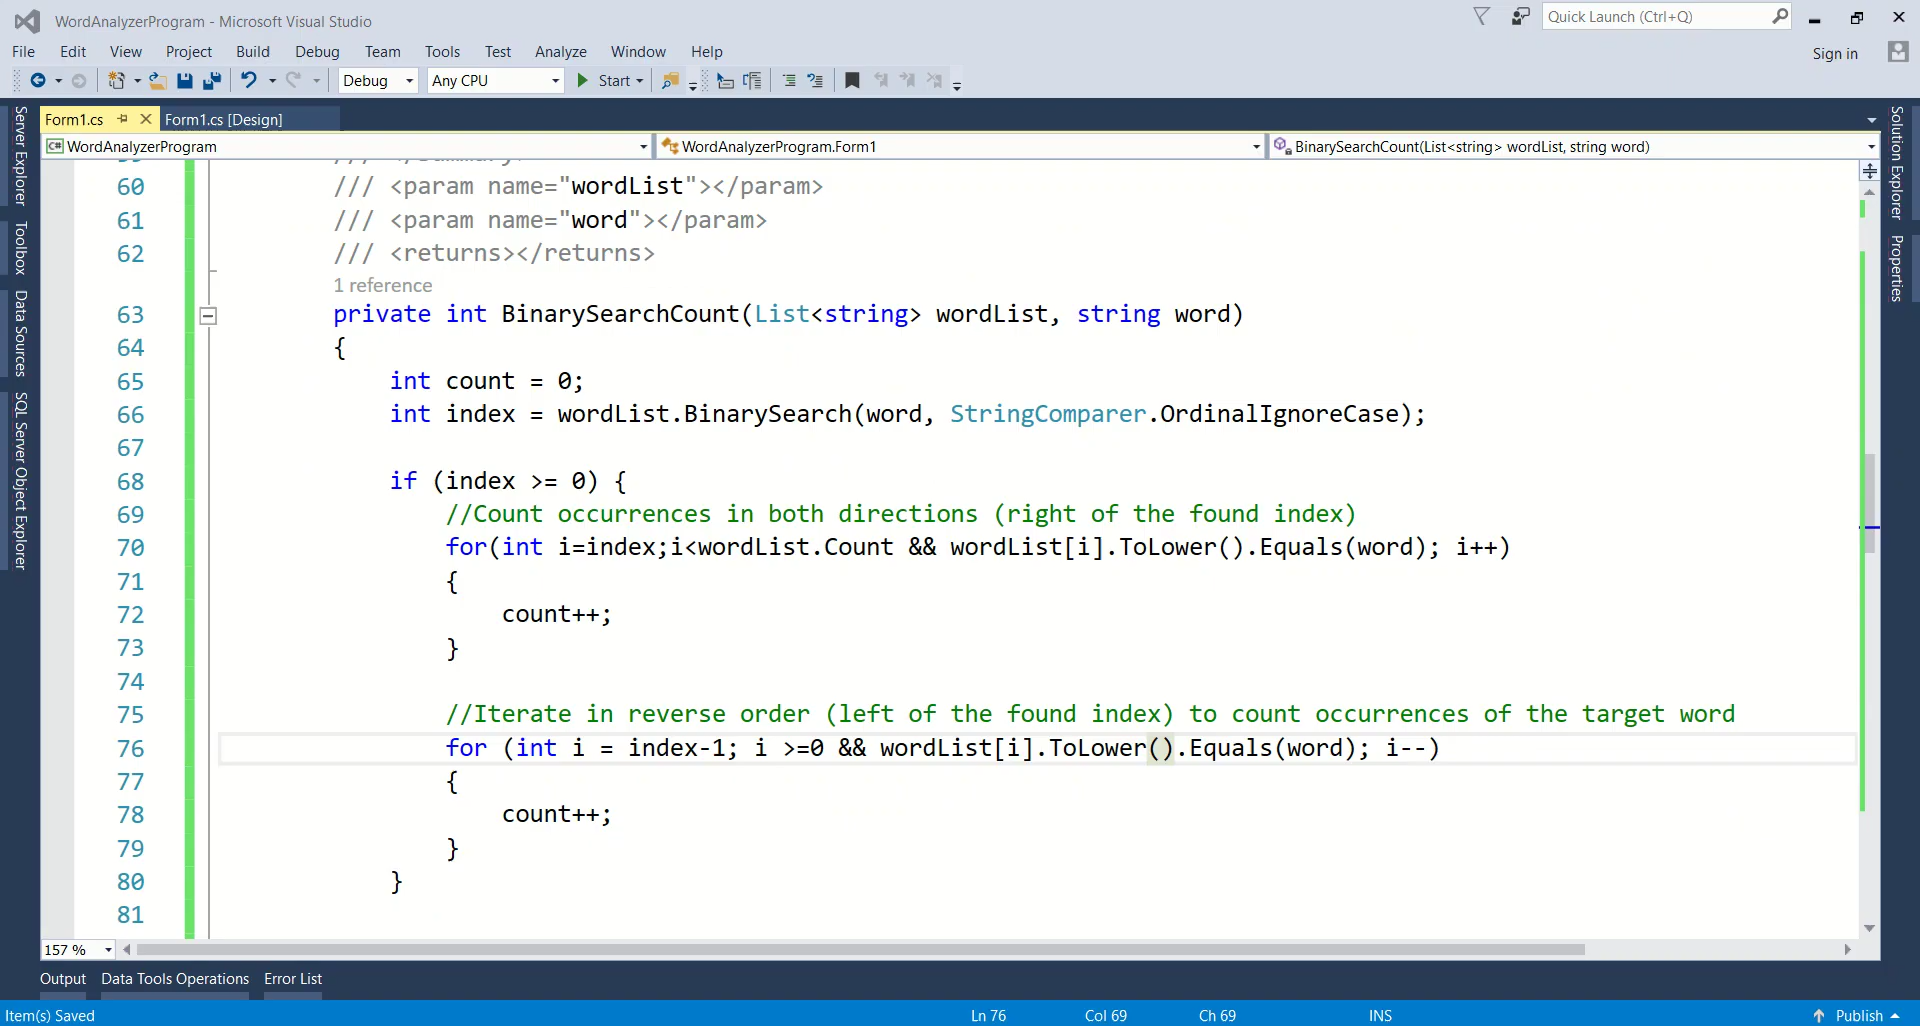 WordAnalyzerProgram - Microsoft Visual Studio
Quick Launch (Ctrl+Q)
File Edit View Project Build Debug Team Tools Test Analyze Window Help
Sign in
Debug Any CPU Start
Form1.cs Form1.cs [Design]
C# WordAnalyzerProgram WordAnalyzerProgram.Form1 BinarySearchCount(List<string> wordList, string word)
60 /// <param name="wordList"></param>
61 /// <param name="word"></param>
62 /// <returns></returns>
1 reference
63 private int BinarySearchCount(List<string> wordList, string word)
64 {
65 int count = 0;
66 int index = wordList.BinarySearch(word, StringComparer.OrdinalIgnoreCase);
67
68 if (index >= 0) {
69 //Count occurrences in both directions (right of the found index)
70 for(int i=index;i<wordList.Count && wordList[i].ToLower().Equals(word); i++)
71 {
72 count++;
73 }
74
75 //Iterate in reverse order (left of the found index) to count occurrences of the target word
76 for (int i = index-1; i >=0 && wordList[i].ToLower().Equals(word); i--)
77 {
78 count++;
79 }
80 }
81
157 %
Server Explorer
Toolbox
Data Sources
SQL Server Object Explorer
Solution Explorer
Properties
Output Data Tools Operations Error List
Item(s) Saved Ln 76 Col 69 Ch 69 INS Publish